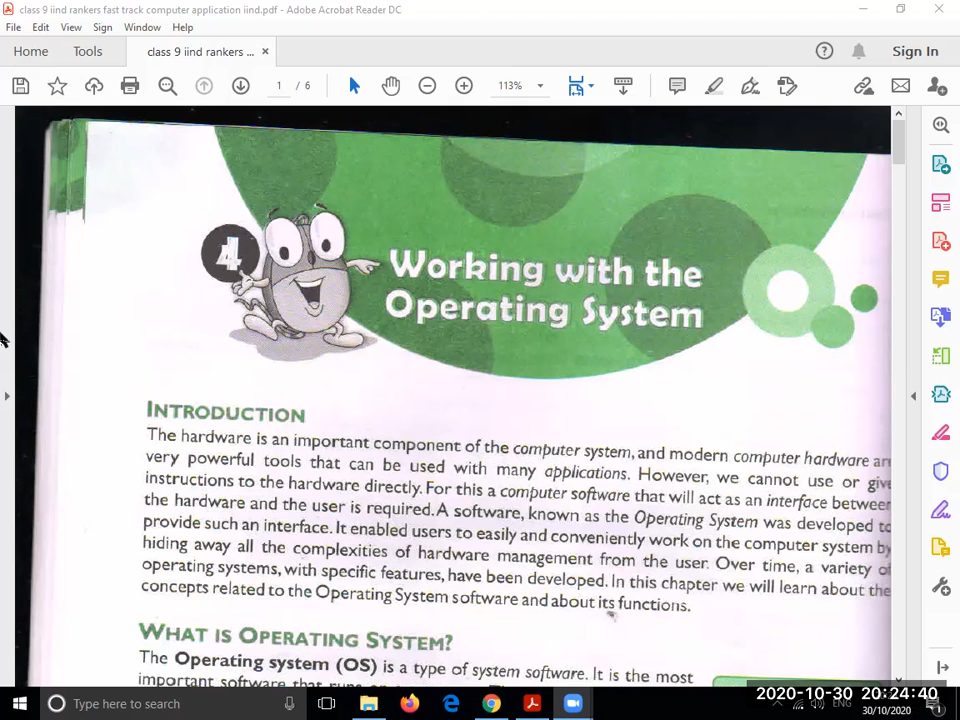 class 9 iind rankers fast track computer application iind.pdf - Adobe Acrobat Reader DC
File Edit View Sign Window Help
Home Tools class 9 iind rankers ... × Sign In
1 / 6 113%
4
Working with the
Operating System
INTRODUCTION
The hardware is an important component of the computer system, and modern computer hardware are
very powerful tools that can be used with many applications. However, we cannot use or give
instructions to the hardware directly. For this a computer software that will act as an interface between
the hardware and the user is required. A software, known as the Operating System was developed to
provide such an interface. It enabled users to easily and conveniently work on the computer system by
hiding away all the complexities of hardware management from the user. Over time, a variety of
operating systems, with specific features, have been developed. In this chapter we will learn about the
concepts related to the Operating System software and about its functions.
WHAT IS OPERATING SYSTEM?
The Operating system (OS) is a type of system software. It is the most
important software that runs
Type here to search
ENG
2020-10-30 20:24:40
30/10/2020